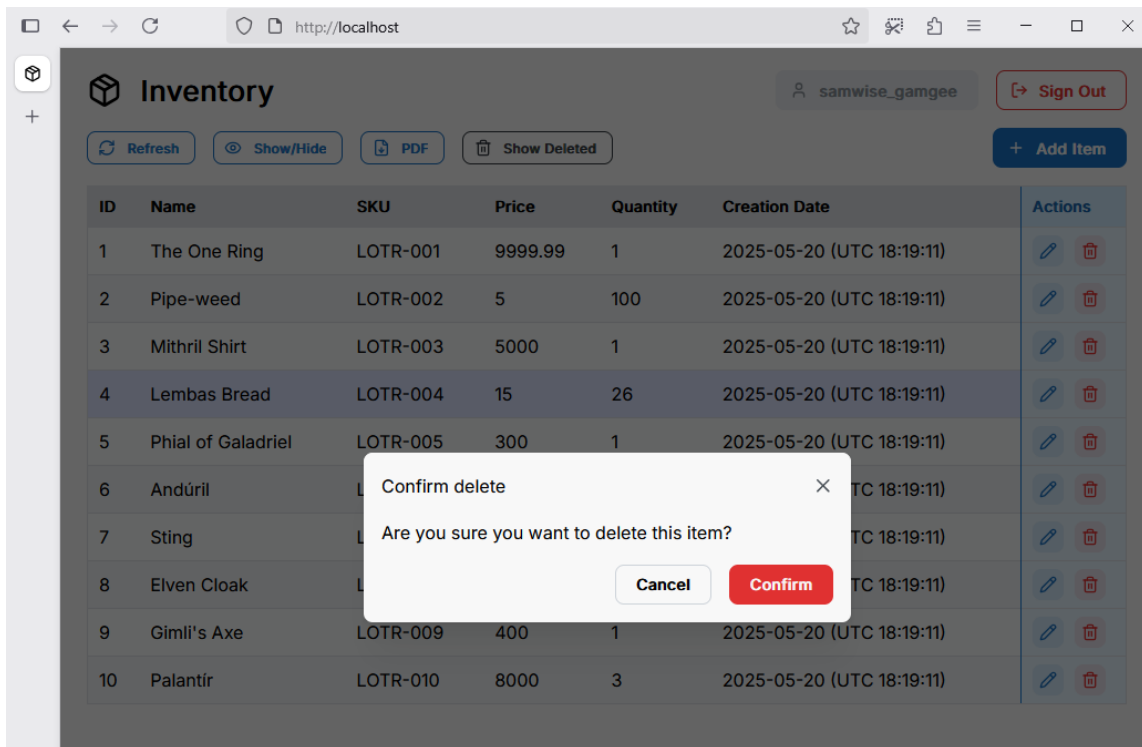 http://localhost
Inventory
samwise_gamgee
Sign Out
Refresh Show/Hide PDF Show Deleted
Add Item
ID Name SKU Price Quantity Creation Date Actions
1 The One Ring LOTR-001 9999.99 1 2025-05-20 (UTC 18:19:11)
2 Pipe-weed LOTR-002 5 100 2025-05-20 (UTC 18:19:11)
3 Mithril Shirt LOTR-003 5000 1 2025-05-20 (UTC 18:19:11)
4 Lembas Bread LOTR-004 15 26 2025-05-20 (UTC 18:19:11)
5 Phial of Galadriel LOTR-005 300 1 2025-05-20 (UTC 18:19:11)
6 Andúril L TC 18:19:11)
7 Sting L TC 18:19:11)
8 Elven Cloak L TC 18:19:11)
Confirm delete
Are you sure you want to delete this item?
Cancel Confirm
9 Gimli's Axe LOTR-009 400 1 2025-05-20 (UTC 18:19:11)
10 Palantír LOTR-010 8000 3 2025-05-20 (UTC 18:19:11)